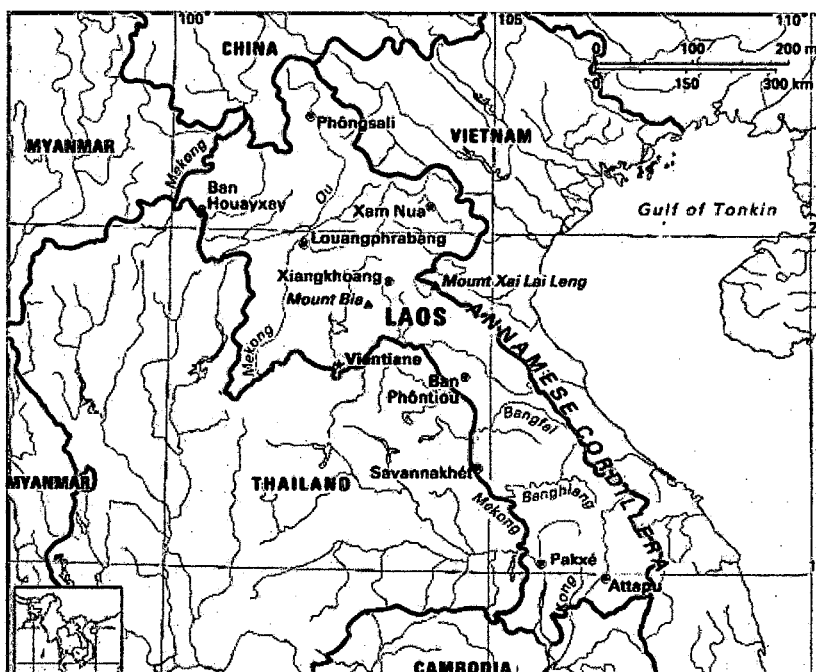 100°
105
110°
CHINA
0 100 200 m
0 150 300 km
Phôngsali
VIETNAM
MYANMAR
Mekong
Ban
Houayxay
Ou
Xam Nua
Gulf of Tonkin
2
Louangphrabang
Xiangkhoang
Mount Xai Lai Leng
Mount Bia
LAOS
ANNAMESE CORDILLERA
Mekong
Vientiane
Ban
Phôntiou
Bangfai
MYANMAR
THAILAND
Savannakhét
Banghiang
Mekong
Pakxé
1
Kong
Attapu
CAMBODIA